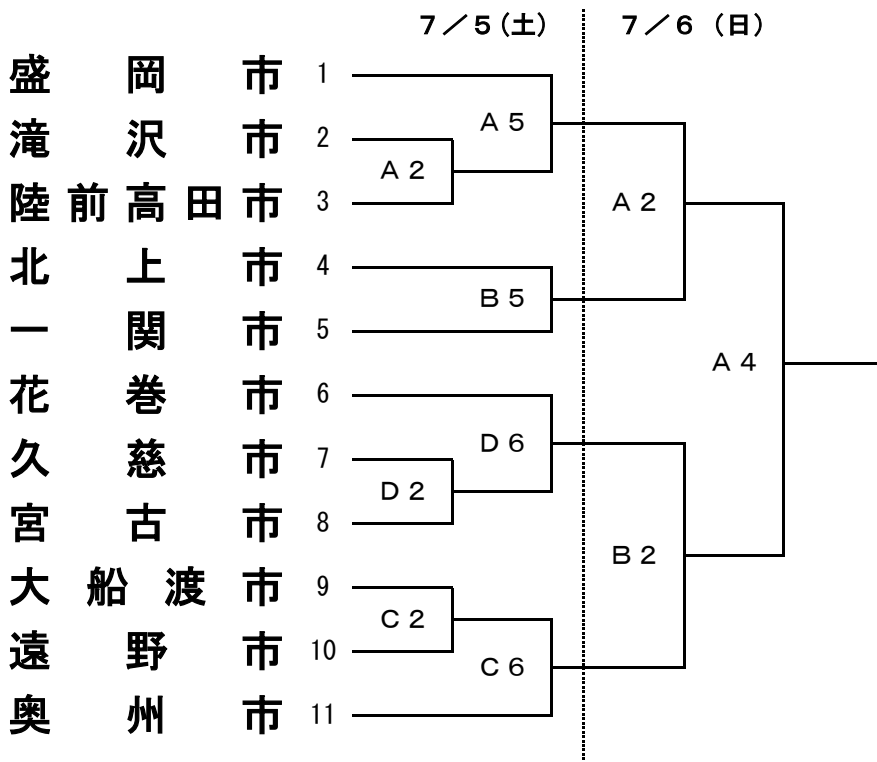 ７／５（土） ７／６（日）
盛岡市 1
Ａ５
滝沢市 2
Ａ２
陸前高田市 3
Ａ２
北上市 4
Ｂ５
一関市 5
Ａ４
花巻市 6
Ｄ６
久慈市 7
Ｄ２
宮古市 8
Ｂ２
大船渡市 9
Ｃ２
遠野市 10
Ｃ６
奥州市 11